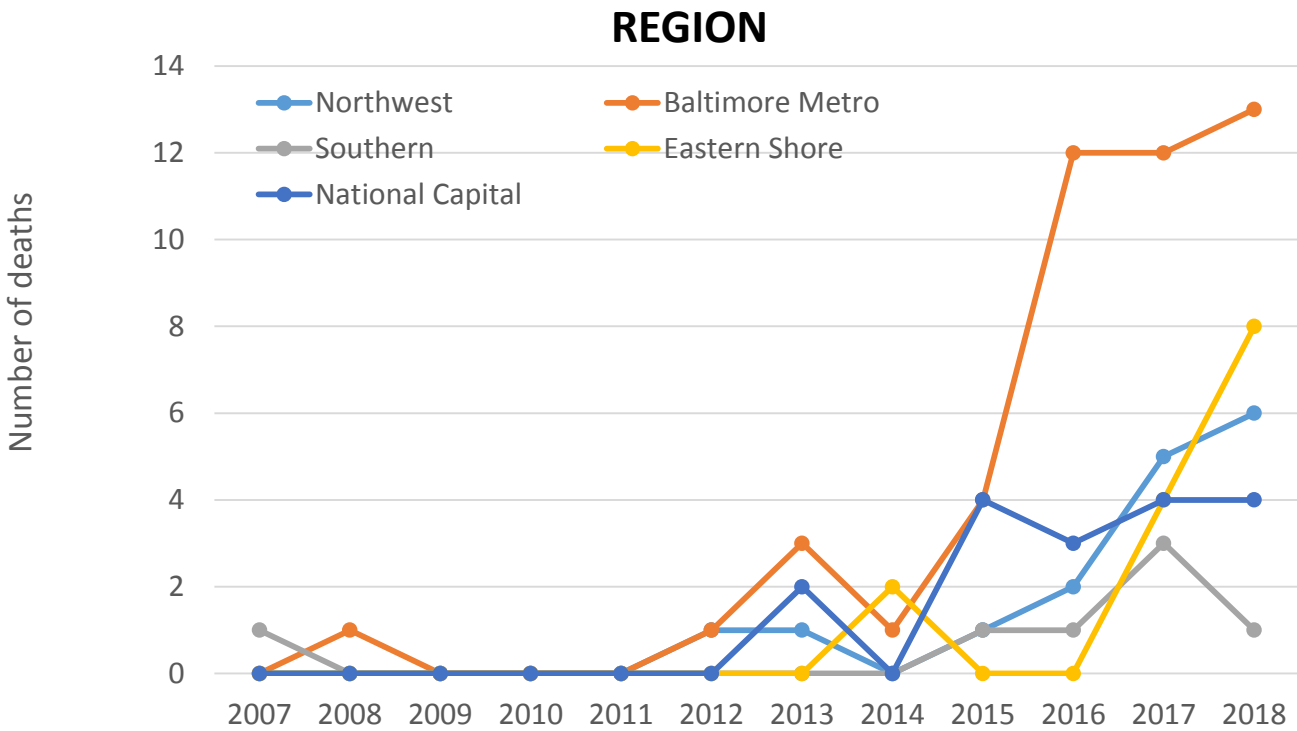 REGION
Number of deaths
14
12
10
8
6
4
2
0
Northwest
Baltimore Metro
Southern
Eastern Shore
National Capital
2007 2008 2009 2010 2011 2012 2013 2014 2015 2016 2017 2018